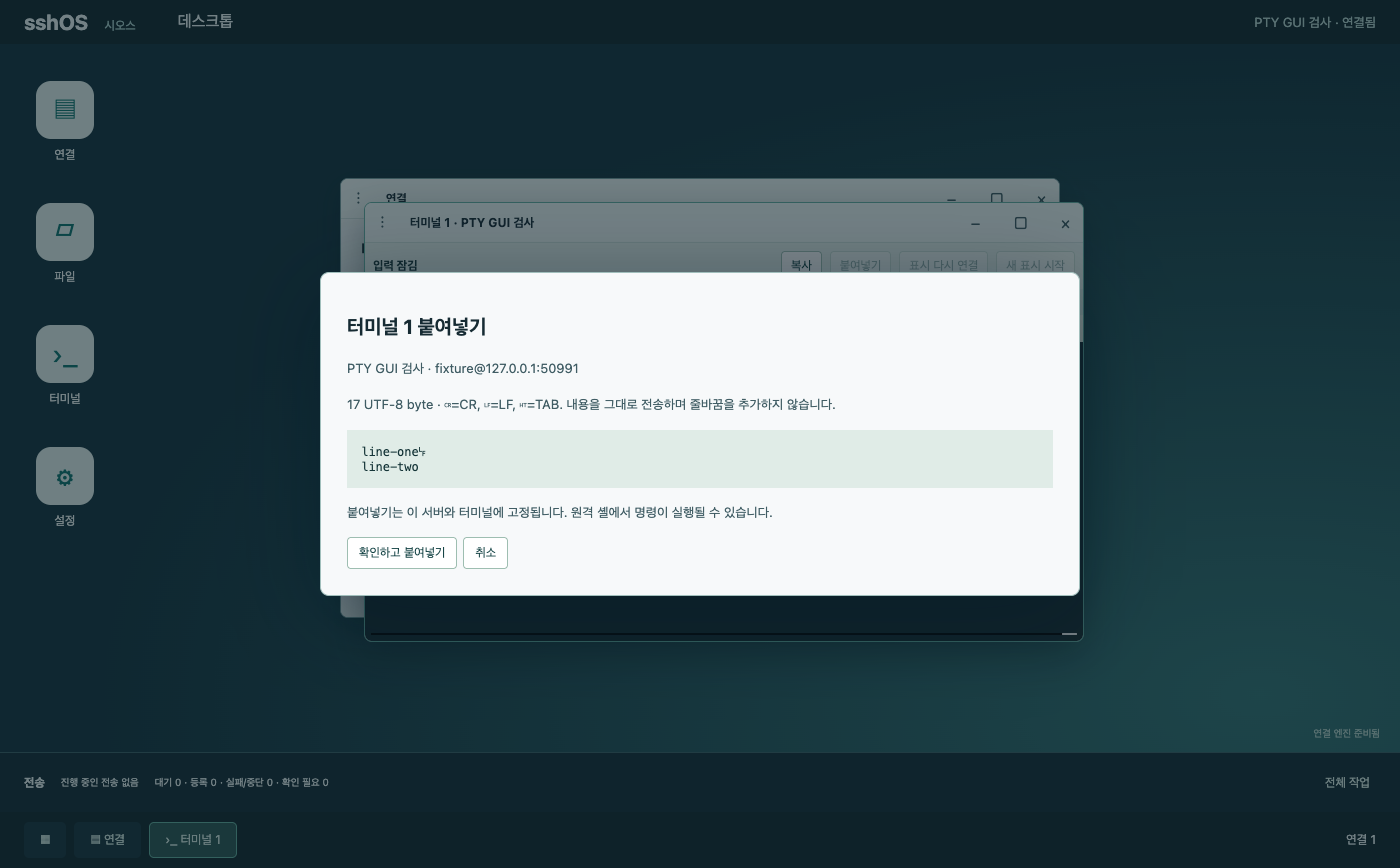 sshOS 시오스 데스크톱
PTY GUI 검사 · 연결됨
연결
파일
터미널
설정
연결
터미널 1 · PTY GUI 검사
입력 잠김
복사 붙여넣기 표시 다시 연결 새 표시 시작
터미널 1 붙여넣기
PTY GUI 검사 · fixture@127.0.0.1:50991
17 UTF-8 byte · ␍=CR, ␊=LF, ␉=TAB. 내용을 그대로 전송하며 줄바꿈을 추가하지 않습니다.
line-one␊
line-two
붙여넣기는 이 서버와 터미널에 고정됩니다. 원격 셸에서 명령이 실행될 수 있습니다.
확인하고 붙여넣기 취소
연결 엔진 준비됨
전송 진행 중인 전송 없음 대기 0 · 등록 0 · 실패/중단 0 · 확인 필요 0 전체 작업
연결 ›_ 터미널 1 연결 1